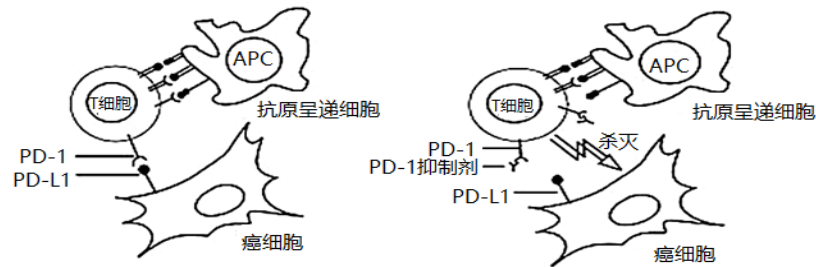 APC
T细胞
抗原呈递细胞
PD-1
PD-L1
癌细胞
APC
T细胞
抗原呈递细胞
杀灭
PD-1
PD-1抑制剂
PD-L1
癌细胞